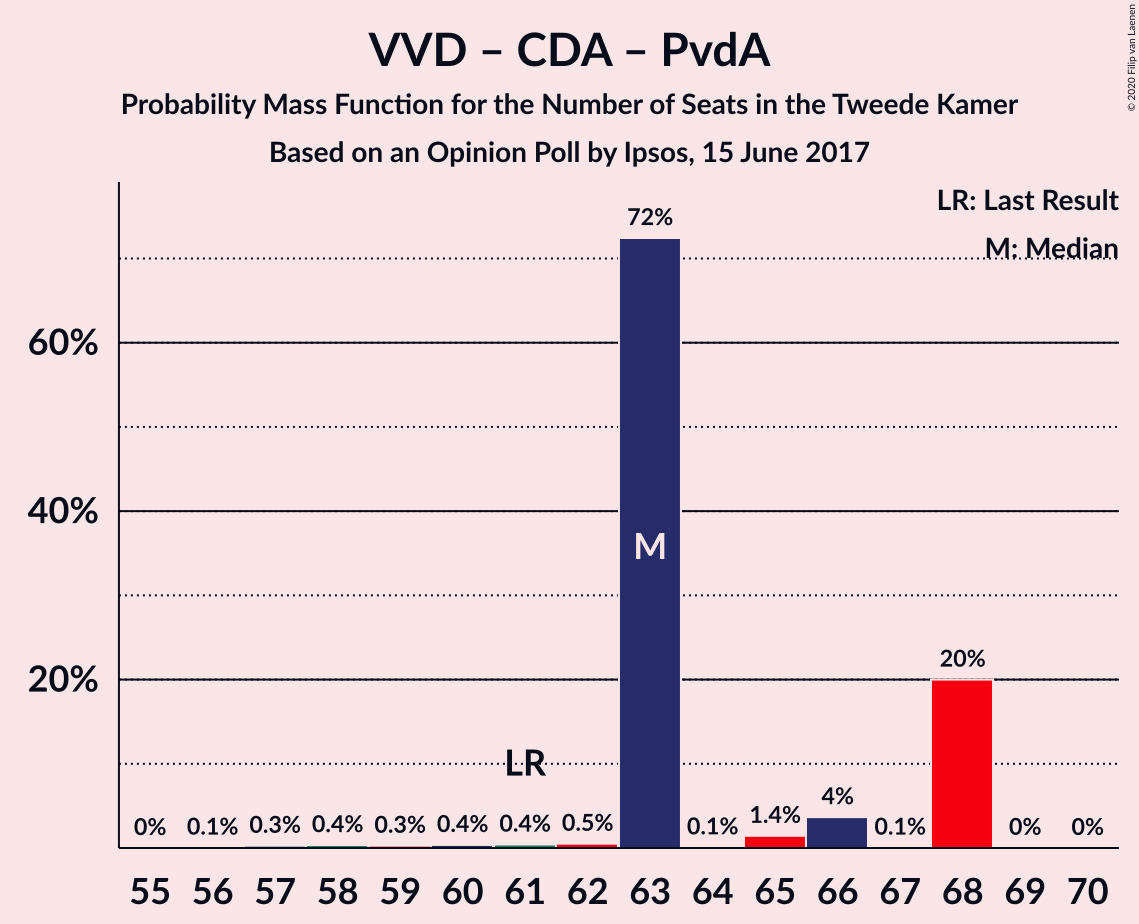 VVD – CDA – PvdA
Probability Mass Function for the Number of Seats in the Tweede Kamer
Based on an Opinion Poll by Ipsos, 15 June 2017
© 2020 Filip van Laenen
LR: Last Result
M: Median
72%
60%
40%
M
20%
20%
LR
0% 0.1% 0.3% 0.4% 0.3% 0.4% 0.4% 0.5% 0.1% 1.4% 4% 0.1% 0% 0%
55 56 57 58 59 60 61 62 63 64 65 66 67 68 69 70